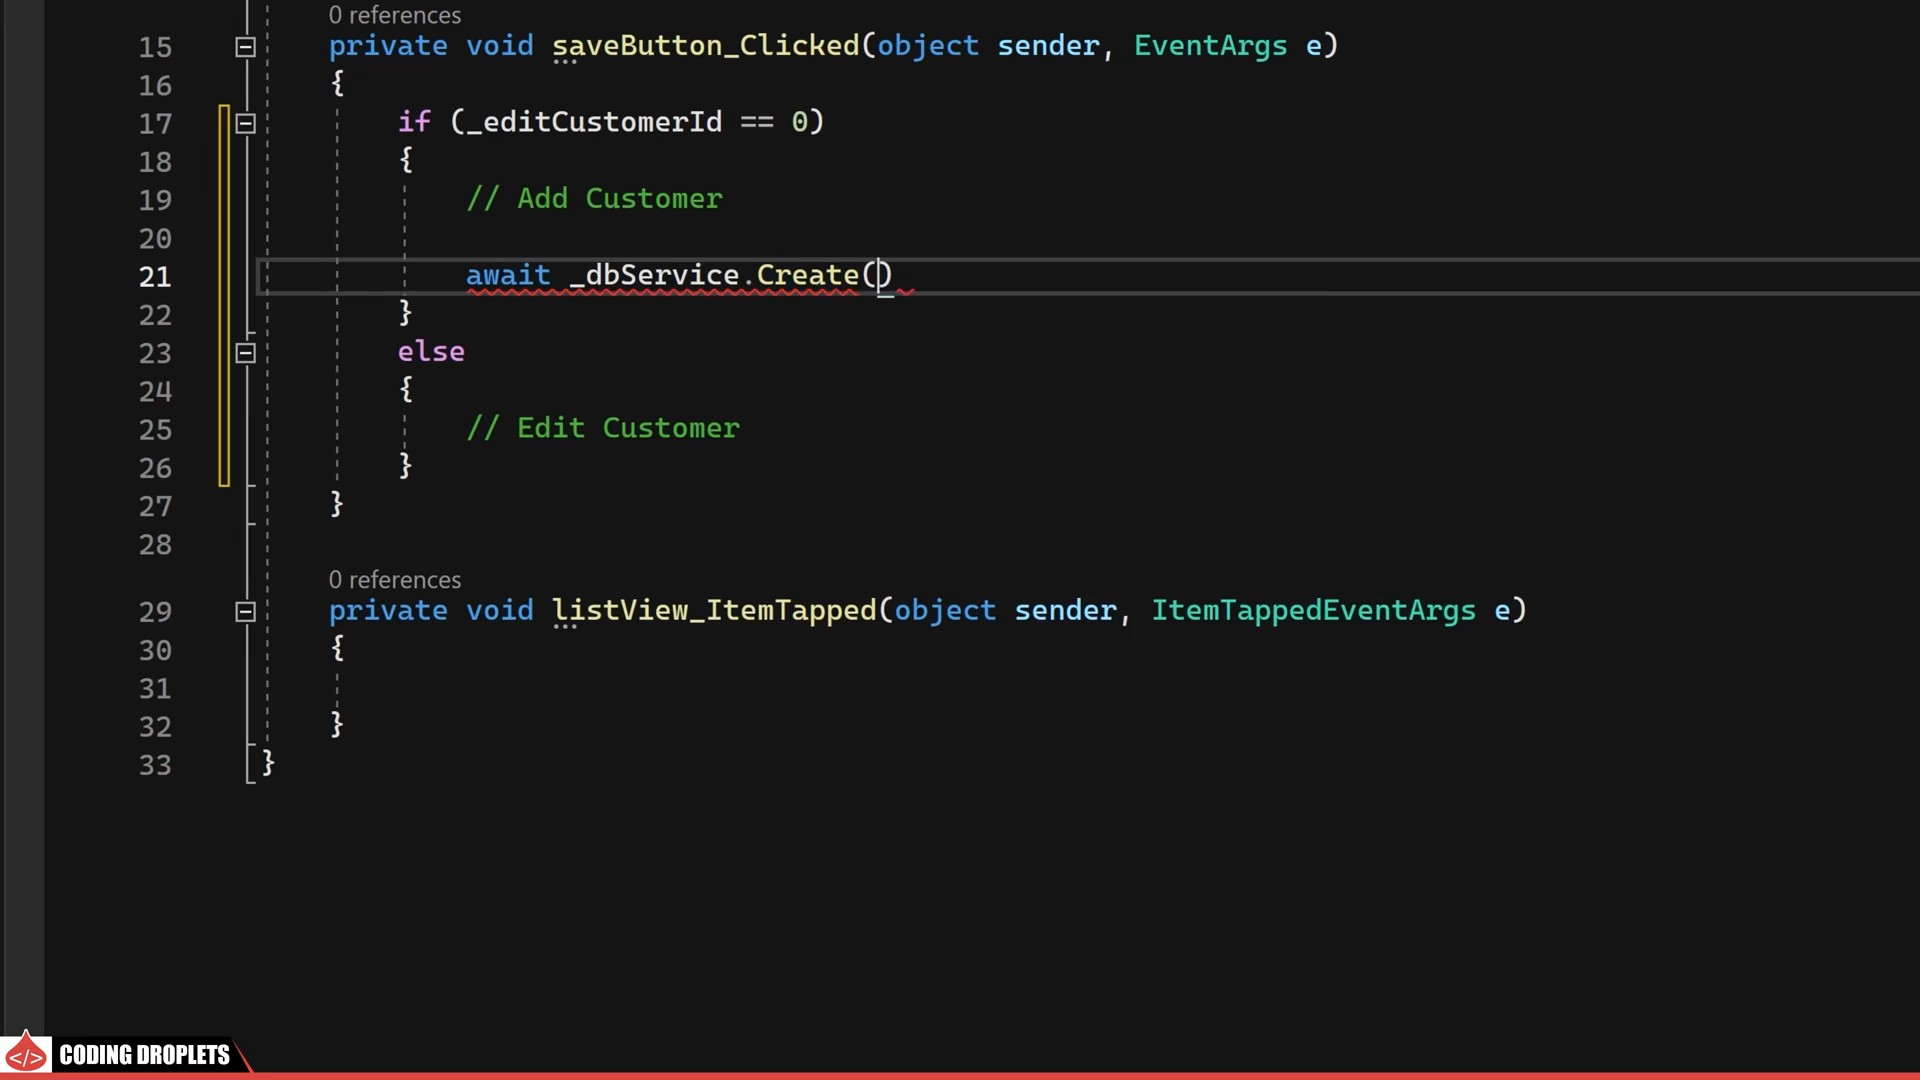 0 references
15 private void saveButton_Clicked(object sender, EventArgs e)
16 {
17 if (_editCustomerId == 0)
18 {
19 // Add Customer
20
21 await _dbService.Create()
22 }
23 else
24 {
25 // Edit Customer
26 }
27 }
28
0 references
29 private void listView_ItemTapped(object sender, ItemTappedEventArgs e)
30 {
31
32 }
33 }
</> CODING DROPLETS